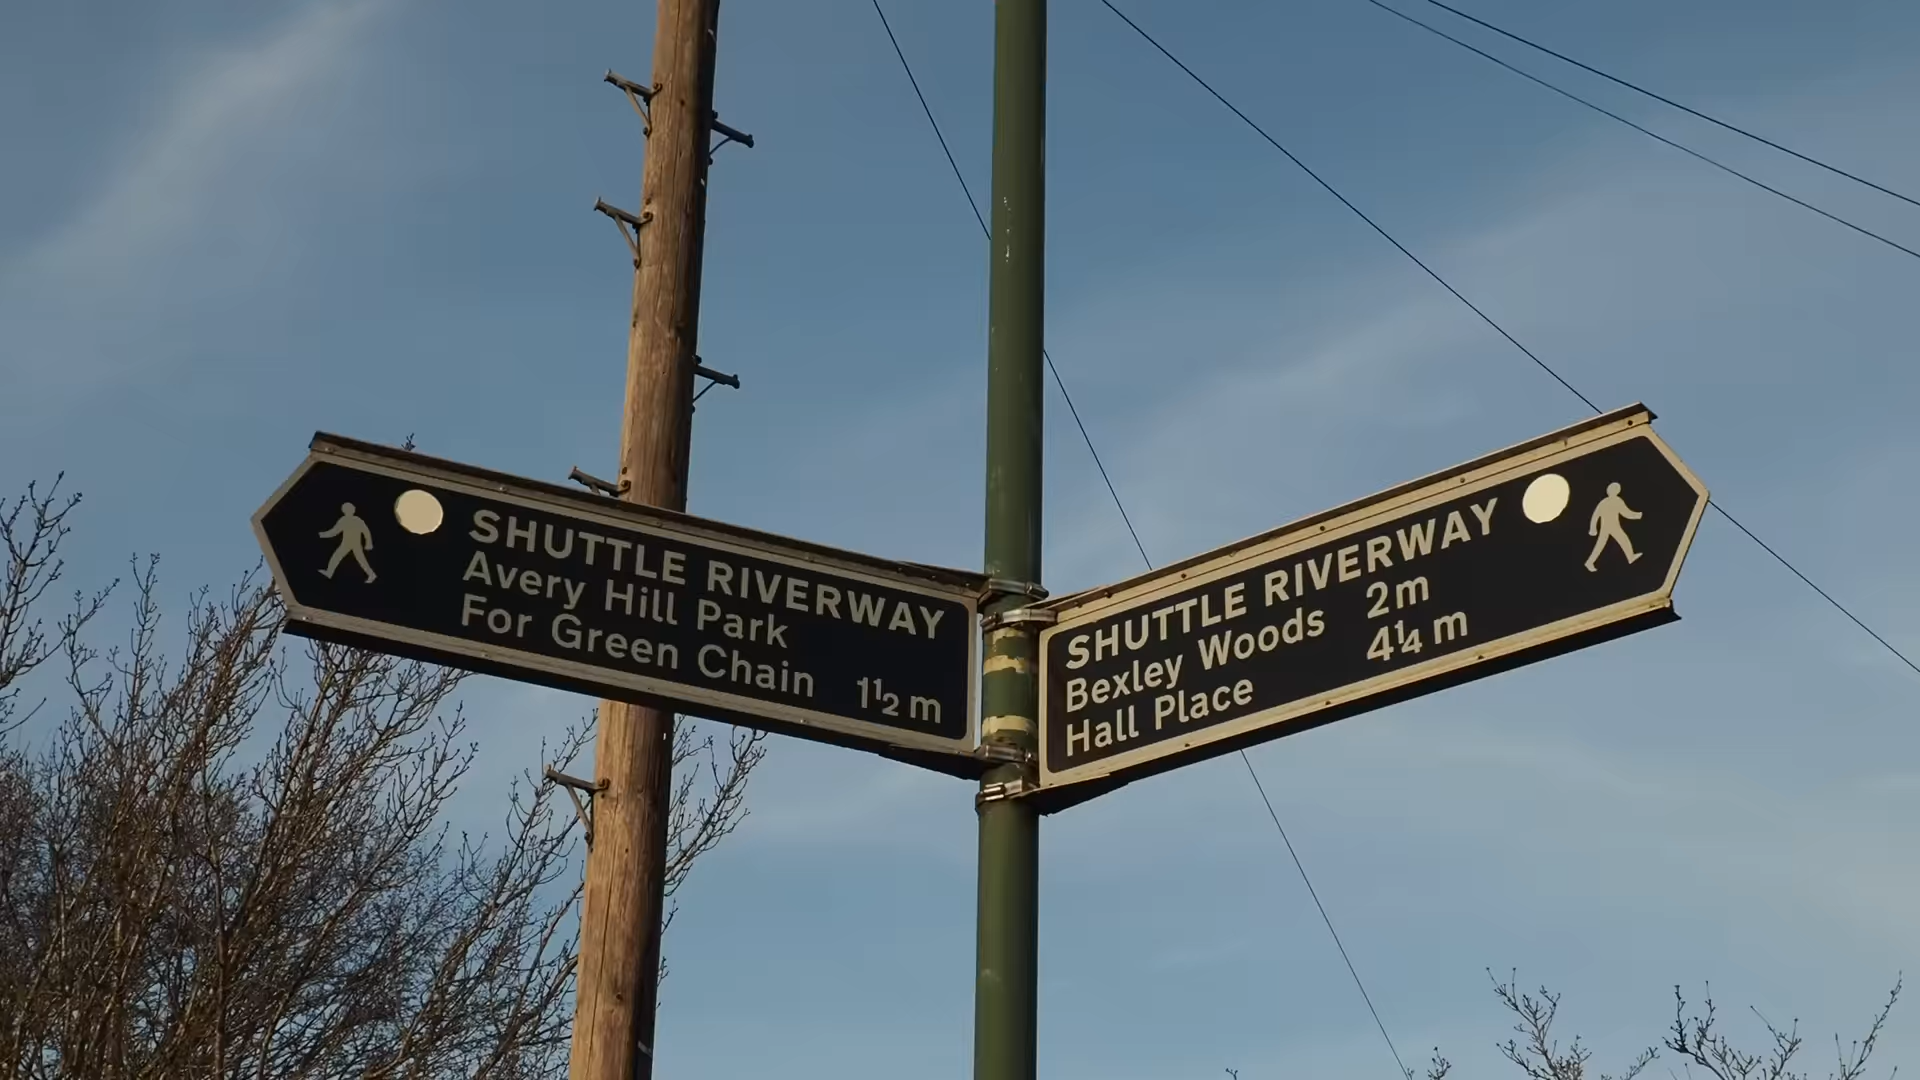 SHUTTLE RIVERWAY
Avery Hill Park
For Green Chain 1½ m
SHUTTLE RIVERWAY
Bexley Woods 2m
Hall Place 4¼ m